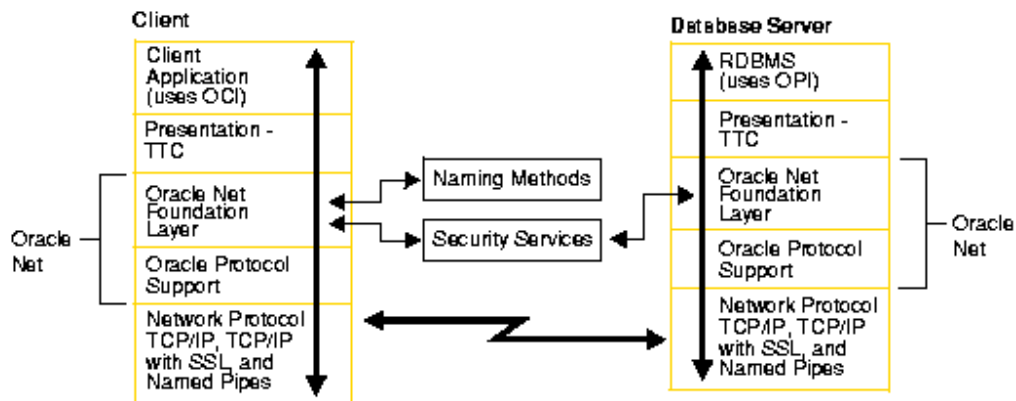 Client
Client
Application
(uses OCI)
Presentation -
TTC
Oracle Net
Foundation
Layer
Oracle Protocol
Support
Network Protocol
TCP/IP, TCP/IP
with SSL, and
Named Pipes
Oracle
Net
Naming Methods
Security Services
Database Server
RDBMS
(uses OPI)
Presentation -
TTC
Oracle Net
Foundation
Layer
Oracle Protocol
Support
Network Protocol
TCP/IP, TCP/IP
with SSL, and
Named Pipes
Oracle
Net